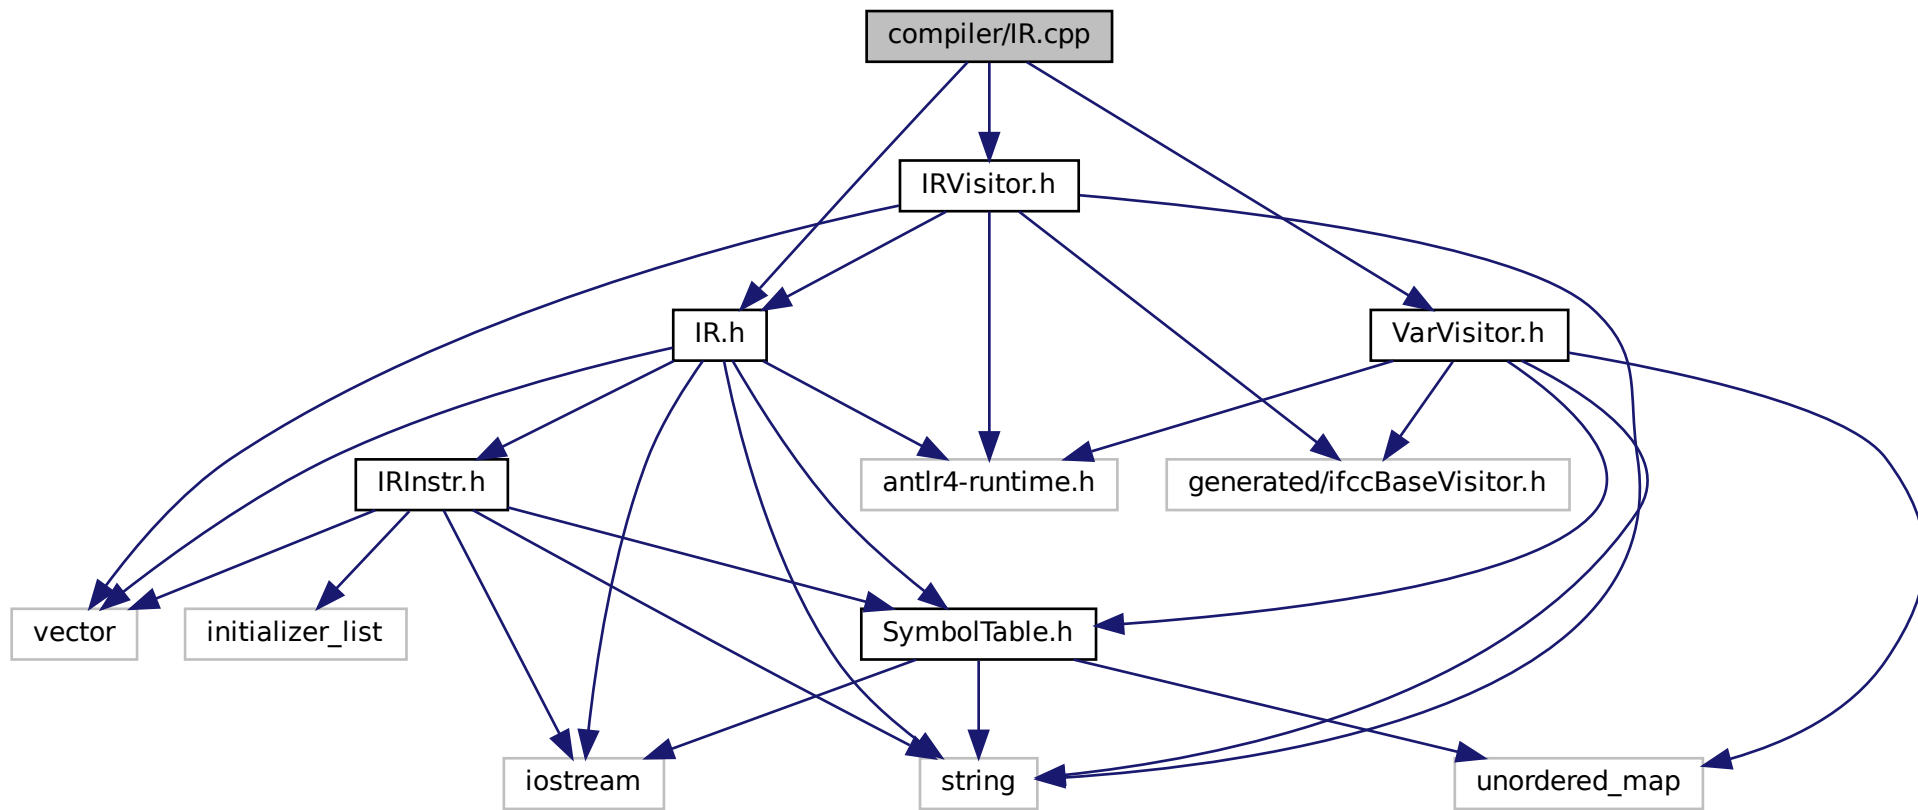 compiler/IR.cpp
IRVisitor.h
IR.h
VarVisitor.h
IRInstr.h
antlr4-runtime.h
generated/ifccBaseVisitor.h
vector
initializer_list
SymbolTable.h
iostream
string
unordered_map